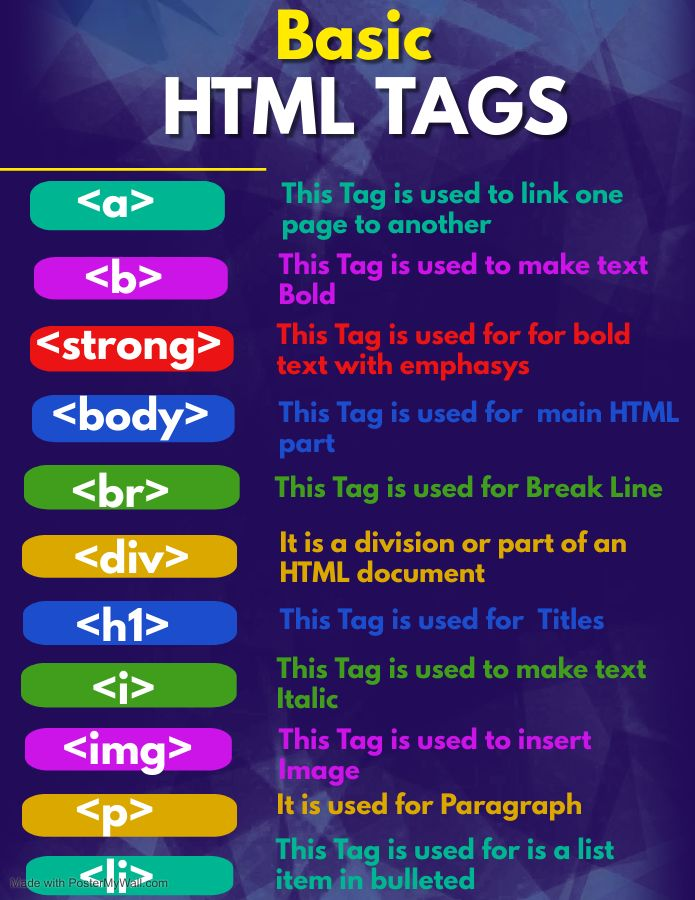 Basic
HTML TAGS
<a>
This Tag is used to link one
page to another
<b>
This Tag is used to make text
Bold
<strong>
This Tag is used for for bold
text with emphasys
<body>
This Tag is used for  main HTML
part
<br>
This Tag is used for Break Line
<div>
It is a division or part of an
HTML document
<h1>
This Tag is used for  Titles
<i>
This Tag is used to make text
Italic
<img>
This Tag is used to insert
Image
<p>
It is used for Paragraph
<li>
This Tag is used for is a list
item in bulleted
Made with PosterMyWall.com